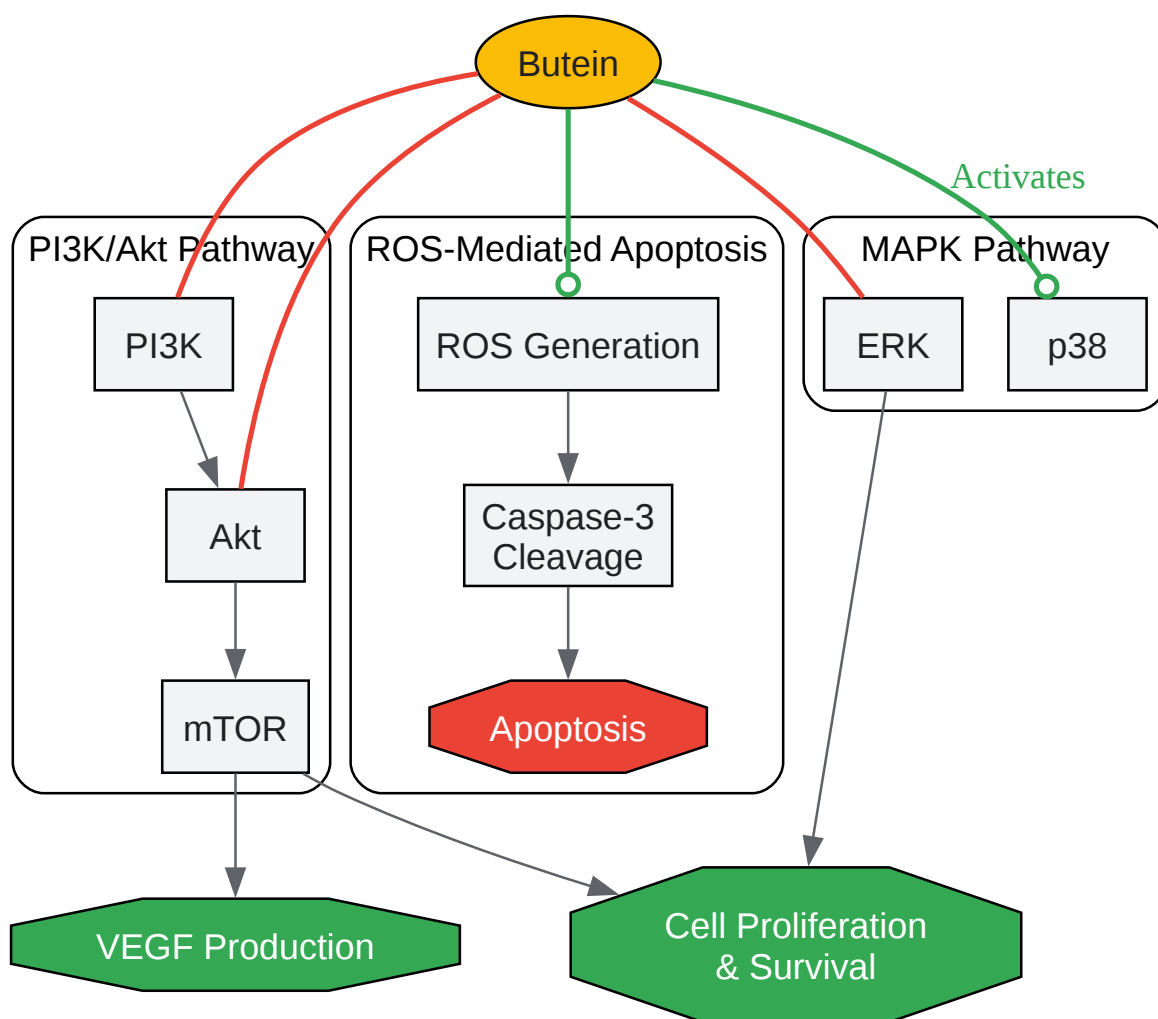 Butein
Activates
PI3K/Akt Pathway
ROS-Mediated Apoptosis
MAPK Pathway
PI3K
ROS Generation
ERK
p38
Akt
Caspase-3
Cleavage
mTOR
Apoptosis
VEGF Production
Cell Proliferation
& Survival